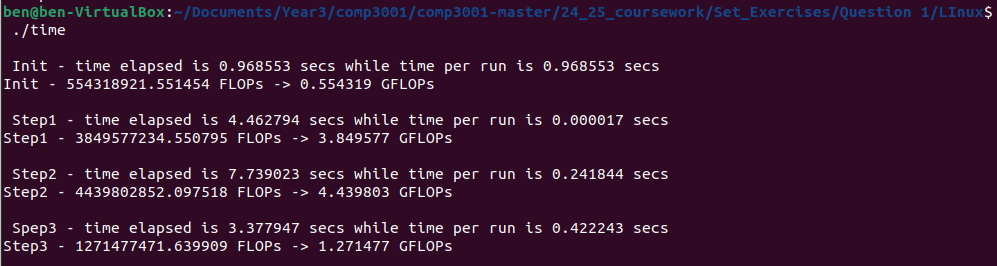 ben@ben-VirtualBox:~/Documents/Year3/comp3001/comp3001-master/24_25_coursework/Set_Exercises/Question 1/LInux$
./time
Init - time elapsed is 0.968553 secs while time per run is 0.968553 secs
Init - 554318921.551454 FLOPs -> 0.554319 GFLOPs
Step1 - time elapsed is 4.462794 secs while time per run is 0.000017 secs
Step1 - 3849577234.550795 FLOPs -> 3.849577 GFLOPs
Step2 - time elapsed is 7.739023 secs while time per run is 0.241844 secs
Step2 - 4439802852.097518 FLOPs -> 4.439803 GFLOPs
Spep3 - time elapsed is 3.377947 secs while time per run is 0.422243 secs
Step3 - 1271477471.639909 FLOPs -> 1.271477 GFLOPs